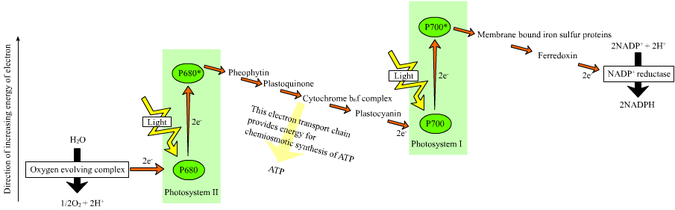 Direction of increasing energy of electron
H₂O
Oxygen evolving complex
1/2O₂ + 2H⁺
2e⁻
P680
Light
2e⁻
P680*
Photosystem II
Pheophytin
Plastoquinone
Cytochrome b₆f complex
Plastocyanin
This electron transport chain
provides energy for
chemiosmotic synthesis of ATP
ATP
2e⁻
P700
Light
2e⁻
P700*
Photosystem I
Membrane bound iron sulfur proteins
Ferredoxin
2e⁻
2NADP⁺ + 2H⁺
NADP⁺ reductase
2NADPH